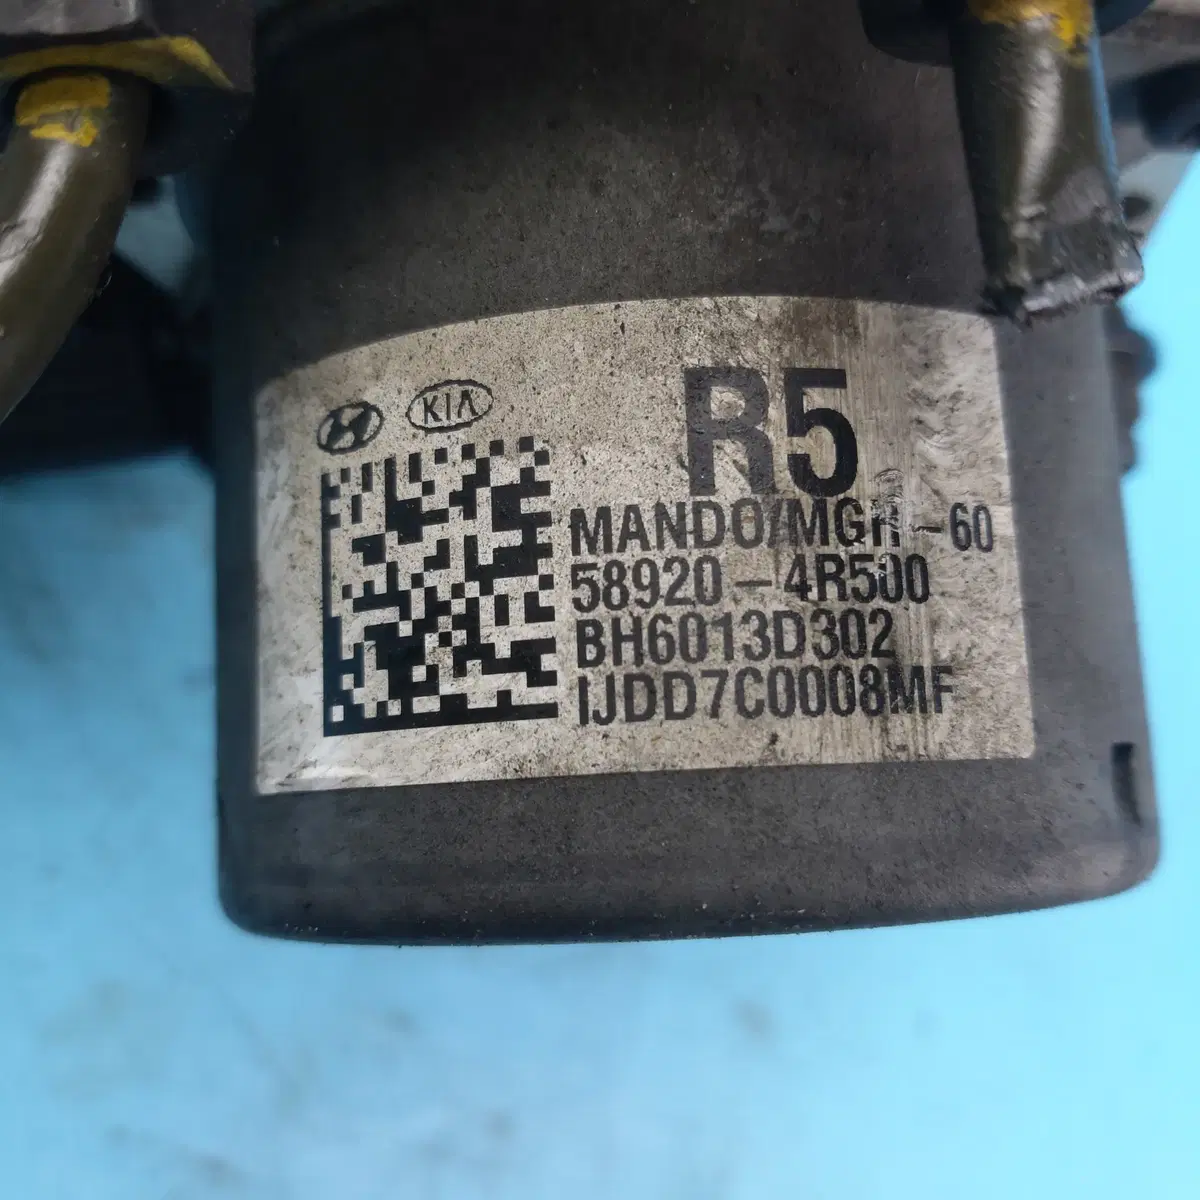 KIA
R5
MANDO/MGH-60
58920-4R500
BH6013D302
IJDD7C0008MF